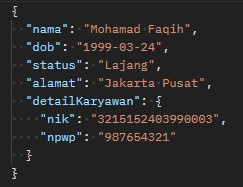 {
  "nama": "Mohamad Faqih",
  "dob": "1999-03-24",
  "status": "Lajang",
  "alamat": "Jakarta Pusat",
  "detailKaryawan": {
    "nik": "3215152403990003",
    "npwp": "987654321"
  }
}